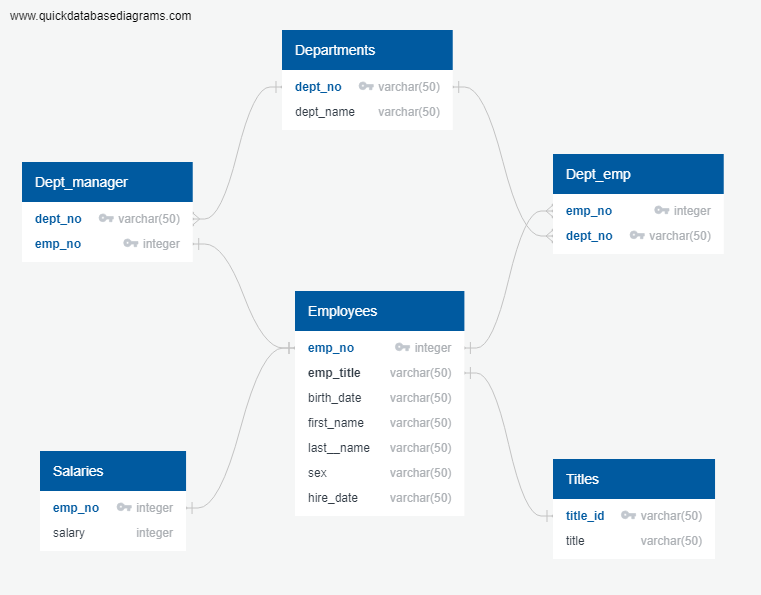 www.quickdatabasediagrams.com
Departments
dept_no varchar(50)
dept_name varchar(50)
Dept_manager
dept_no varchar(50)
emp_no integer
Dept_emp
emp_no integer
dept_no varchar(50)
Employees
emp_no integer
emp_title varchar(50)
birth_date varchar(50)
first_name varchar(50)
last__name varchar(50)
sex varchar(50)
hire_date varchar(50)
Salaries
emp_no integer
salary integer
Titles
title_id varchar(50)
title varchar(50)